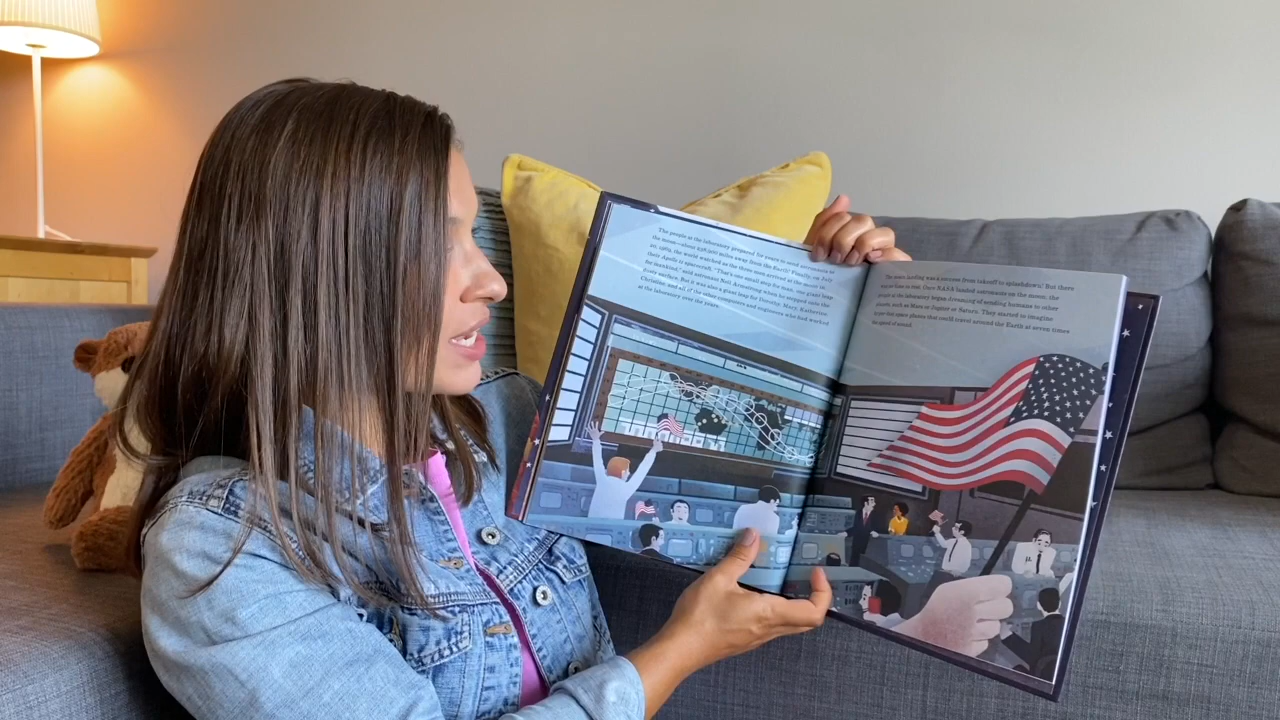 The people at the laboratory prepared for years to send astronauts to
the moon—about 238,900 miles away from the Earth! Finally, on July
20, 1969, the world watched as the three men arrived at the moon in
their Apollo 11 spacecraft. "That's one small step for man, one giant leap
for mankind," said astronaut Neil Armstrong when he stepped onto the
dusty surface. But it was also a giant leap for Dorothy, Mary, Katherine,
Christine, and all of the other computers and engineers who had worked
at the laboratory over the years.
The moon landing was a success from takeoff to splashdown! But there
was no time to rest. Once NASA landed astronauts on the moon, the
people at the laboratory began dreaming of sending humans to other
planets, such as Mars or Jupiter or Saturn. They started to imagine
hypersonic space planes that could travel around the Earth at seven times
the speed of sound.